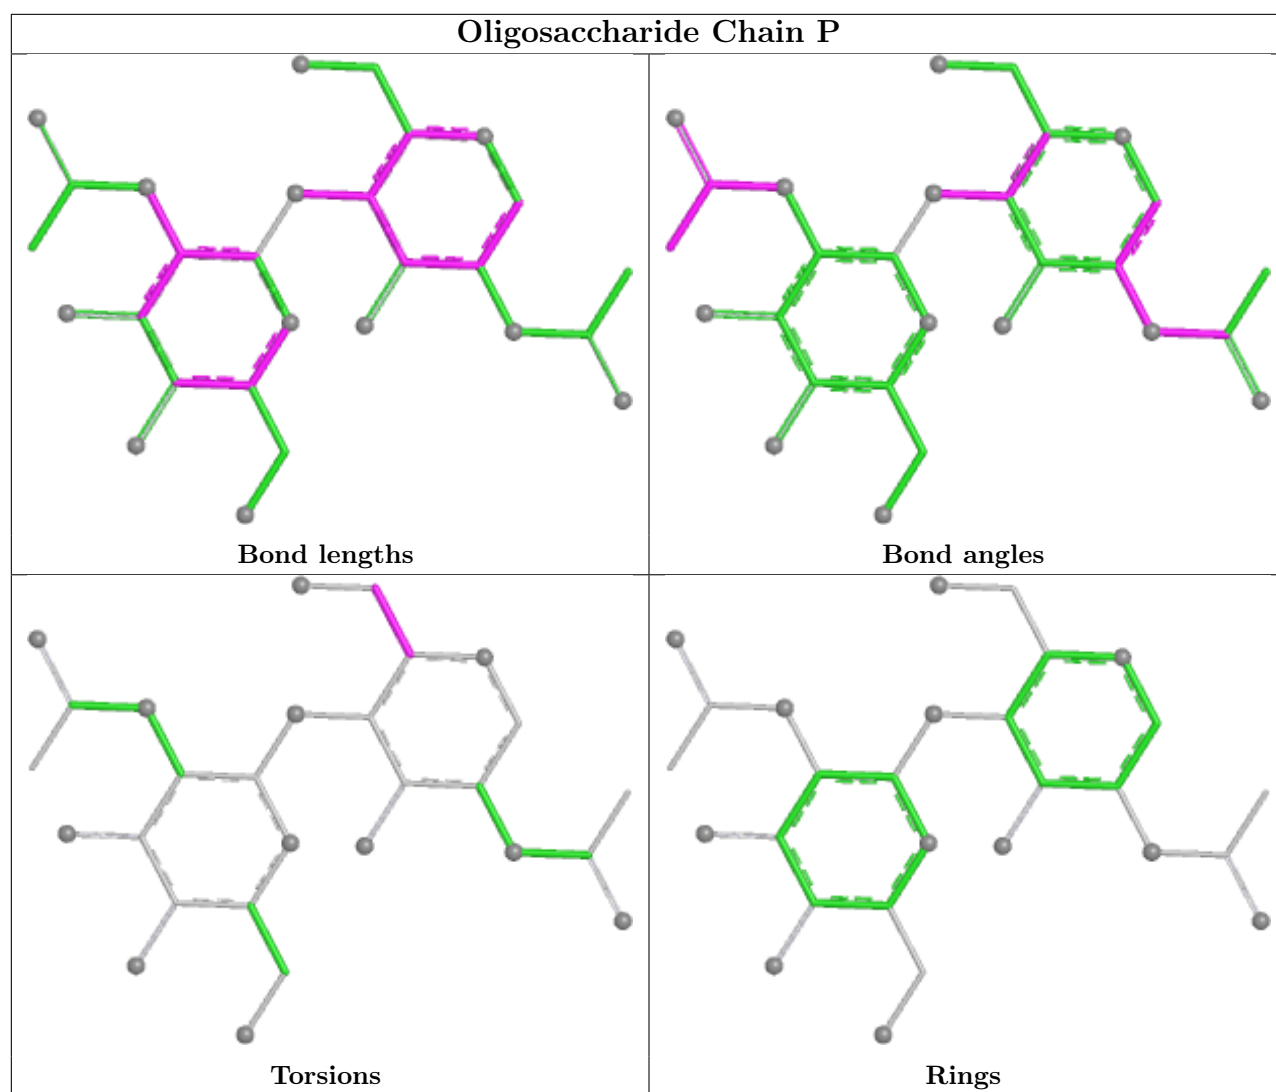 Oligosaccharide Chain P
Bond lengths
Bond angles
Torsions
Rings